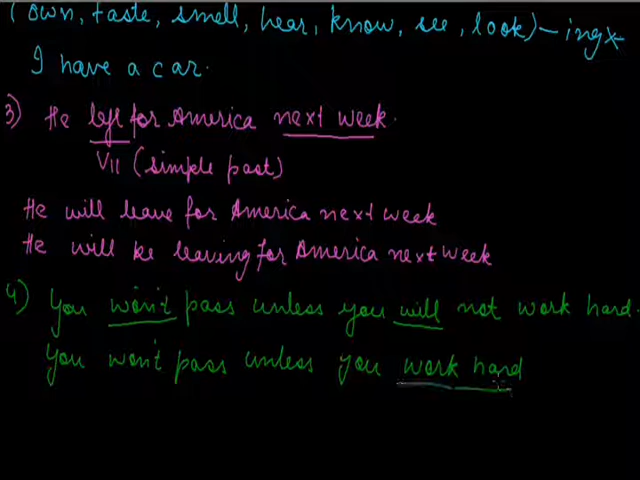 (own, taste, smell, hear, know, see, look) - ing x
I have a car.
3) He left for America next week.
VII (simple past)
He will leave for America next week
He will be leaving for America next week
4) You won't pass unless you will not work hard.
You won't pass unless you work hard